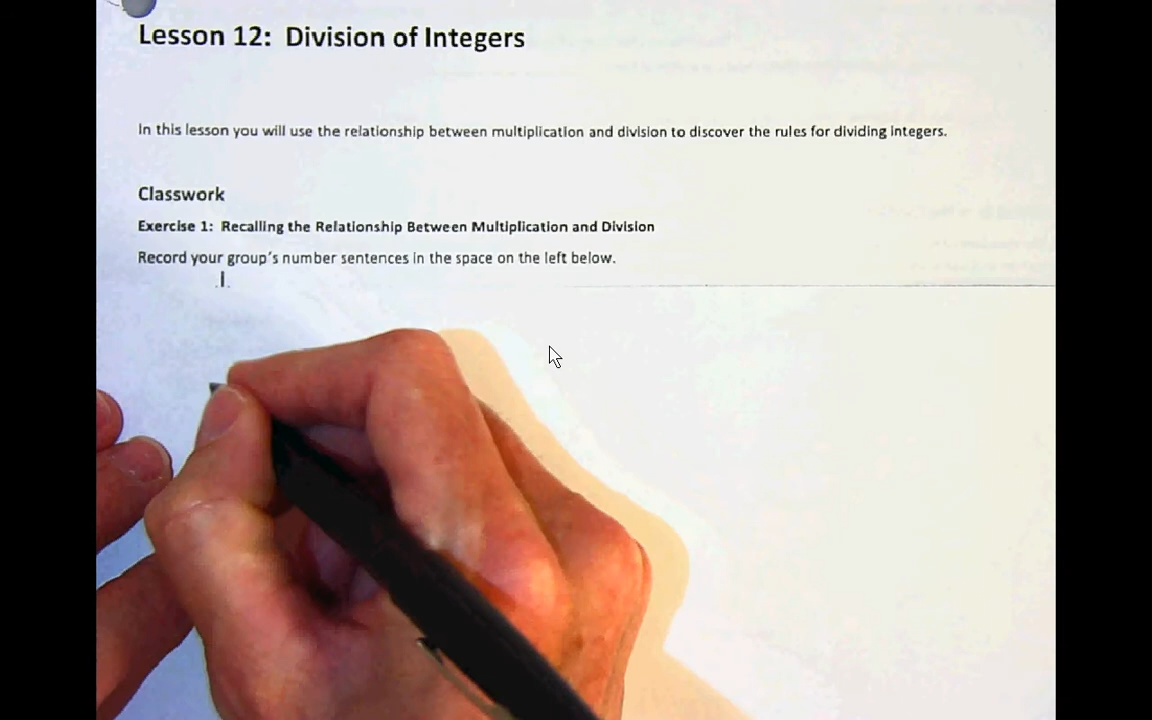 Lesson 12: Division of Integers
In this lesson you will use the relationship between multiplication and division to discover the rules for dividing integers.
Classwork
Exercise 1: Recalling the Relationship Between Multiplication and Division
Record your group's number sentences in the space on the left below.